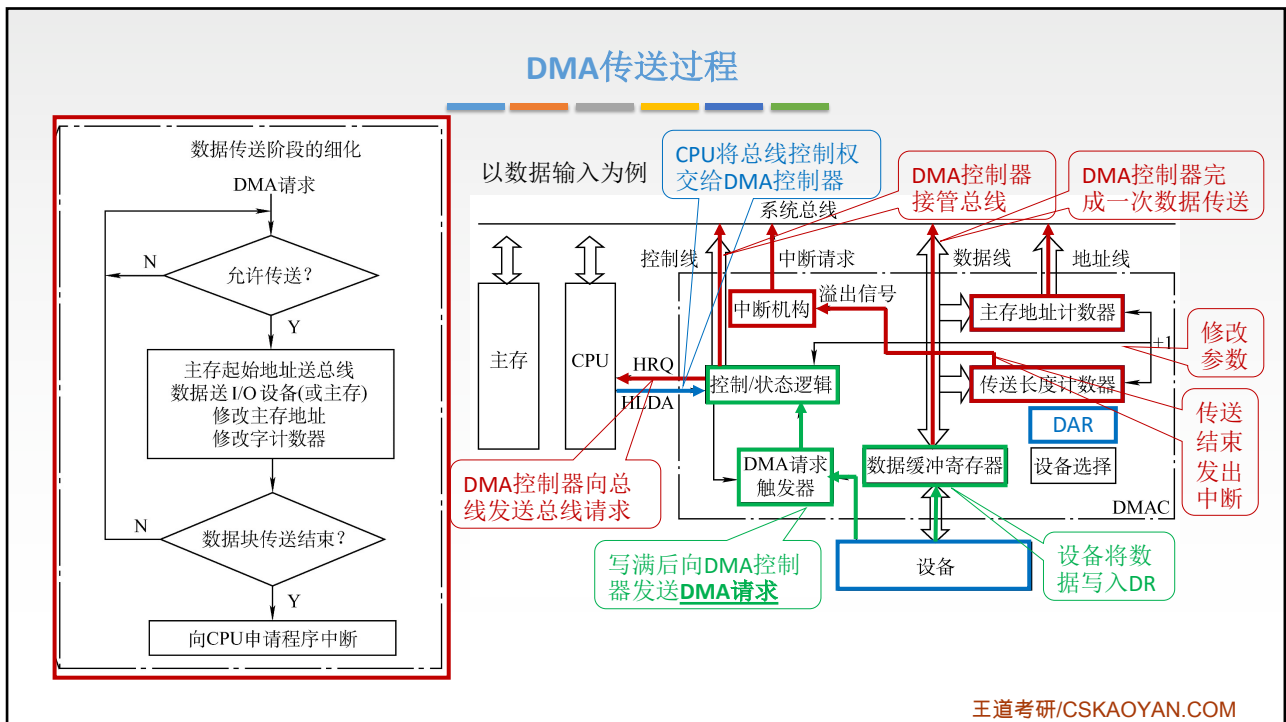 DMA传送过程
数据传送阶段的细化
DMA请求
N
允许传送?
Y
主存起始地址送总线
数据送I/O设备(或主存)
修改主存地址
修改字计数器
N
数据块传送结束?
Y
向CPU申请程序中断
以数据输入为例
CPU将总线控制权
交给DMA控制器
DMA控制器
接管总线
DMA控制器完
成一次数据传送
系统总线
控制线
中断请求
数据线
地址线
溢出信号
中断机构
主存地址计数器
+1
修改
参数
主存
CPU
HRQ
HLDA
控制/状态逻辑
传送长度计数器
DAR
传送
结束
发出
中断
DMA请求
触发器
数据缓冲寄存器
设备选择
DMAC
DMA控制器向总
线发送总线请求
写满后向DMA控制
器发送DMA请求
设备
设备将数
据写入DR
王道考研/CSKAOYAN.COM